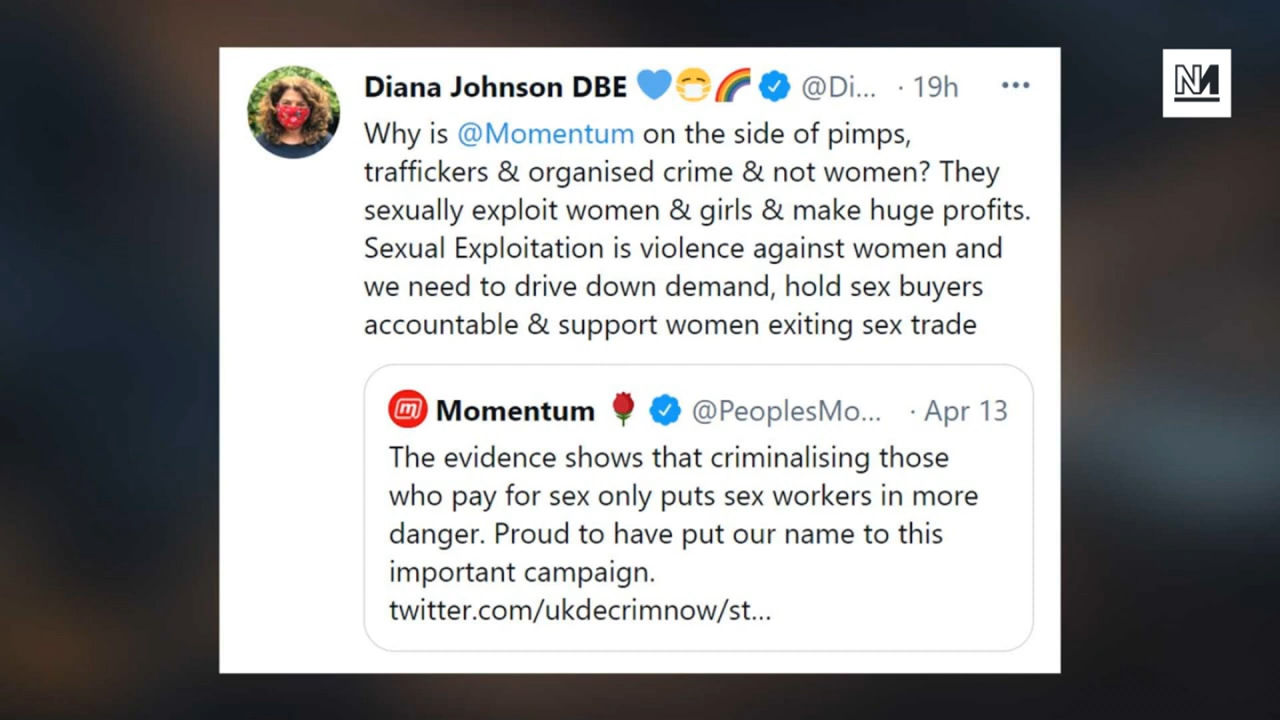 Diana Johnson DBE 💙😷🌈 @Di... · 19h
Why is @Momentum on the side of pimps,
traffickers & organised crime & not women? They
sexually exploit women & girls & make huge profits.
Sexual Exploitation is violence against women and
we need to drive down demand, hold sex buyers
accountable & support women exiting sex trade
Momentum 🌹 @PeoplesMo... · Apr 13
The evidence shows that criminalising those
who pay for sex only puts sex workers in more
danger. Proud to have put our name to this
important campaign.
twitter.com/ukdecrimnow/st...
NM